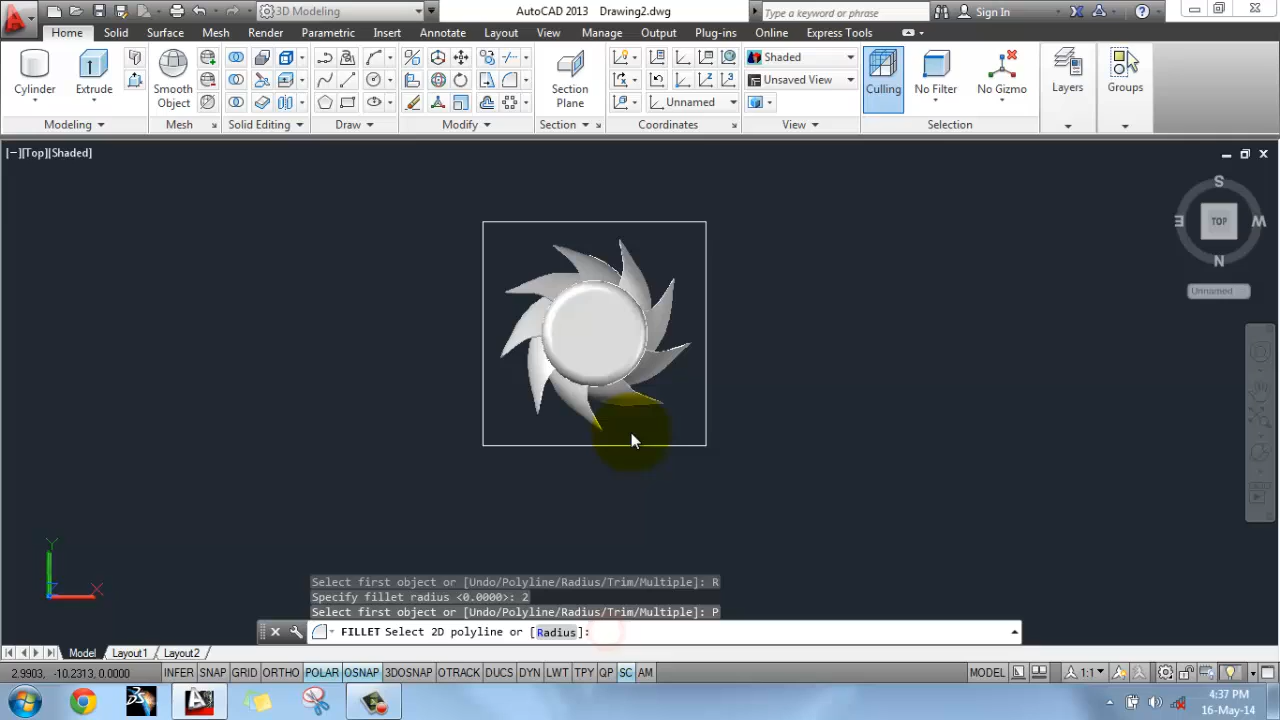 3D Modeling
AutoCAD 2013 Drawing2.dwg
Type a keyword or phrase
Sign In
Home Solid Surface Mesh Render Parametric Insert Annotate Layout View Manage Output Plug-ins Online Express Tools
Cylinder
Extrude
Smooth
Object
Section
Plane
Unnamed
Shaded
Unsaved View
Culling
No Filter
No Gizmo
Layers
Groups
Modeling
Mesh
Solid Editing
Draw
Modify
Section
Coordinates
View
Selection
[−][Top][Shaded]
S
E
TOP
W
N
Unnamed
Y
X
Select first object or [Undo/Polyline/Radius/Trim/Multiple]: R
Specify fillet radius <0.0000>: 2
Select first object or [Undo/Polyline/Radius/Trim/Multiple]: P
FILLET Select 2D polyline or [Radius]:
Model Layout1 Layout2
2.9903, -10.2313, 0.0000
INFER SNAP GRID ORTHO POLAR OSNAP 3DOSNAP OTRACK DUCS DYN LWT TPY QP SC AM
MODEL
1:1
4:37 PM
16-May-14